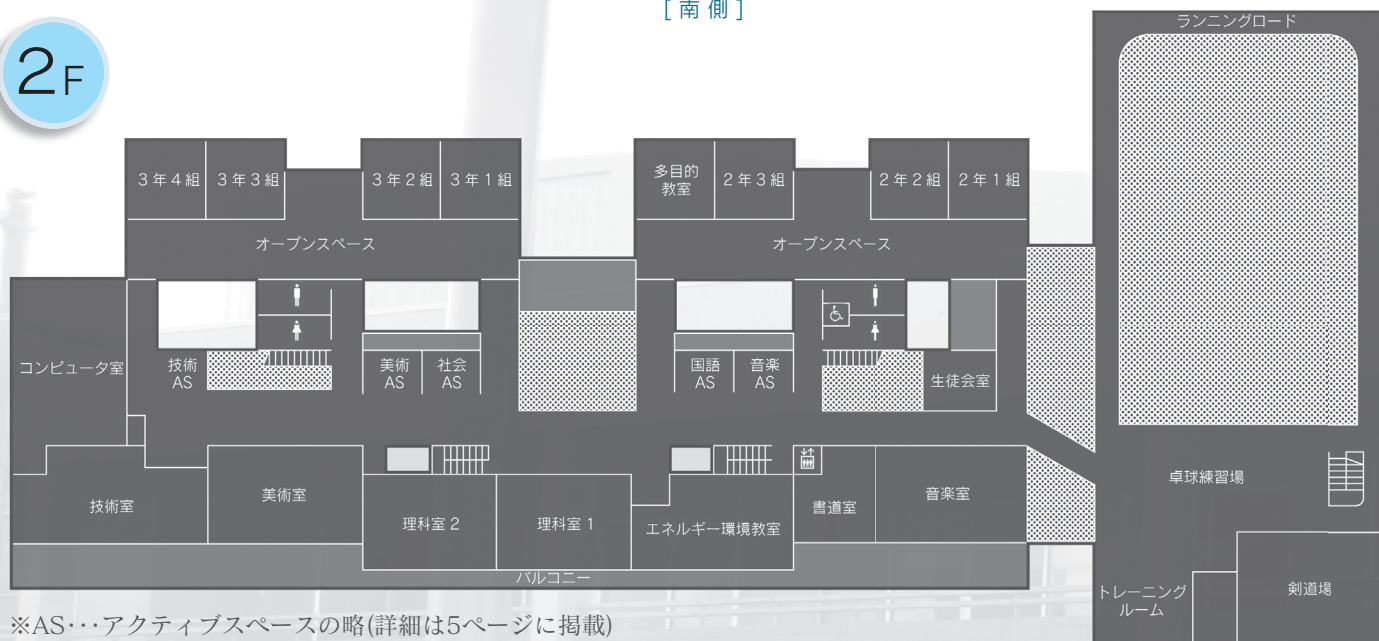 [ 南 側 ]
ランニングロード
2F
3年4組
3年3組
3年2組
3年1組
多目的
教室
2年3組
2年2組
2年1組
オープンスペース
オープンスペース
コンピュータ室
技術
AS
美術
AS
社会
AS
国語
AS
音楽
AS
生徒会室
技術室
美術室
理科室2
理科室1
エネルギー環境教室
書道室
音楽室
卓球練習場
バルコニー
トレーニング
ルーム
剣道場
※AS･･･アクティブスペースの略(詳細は5ページに掲載)